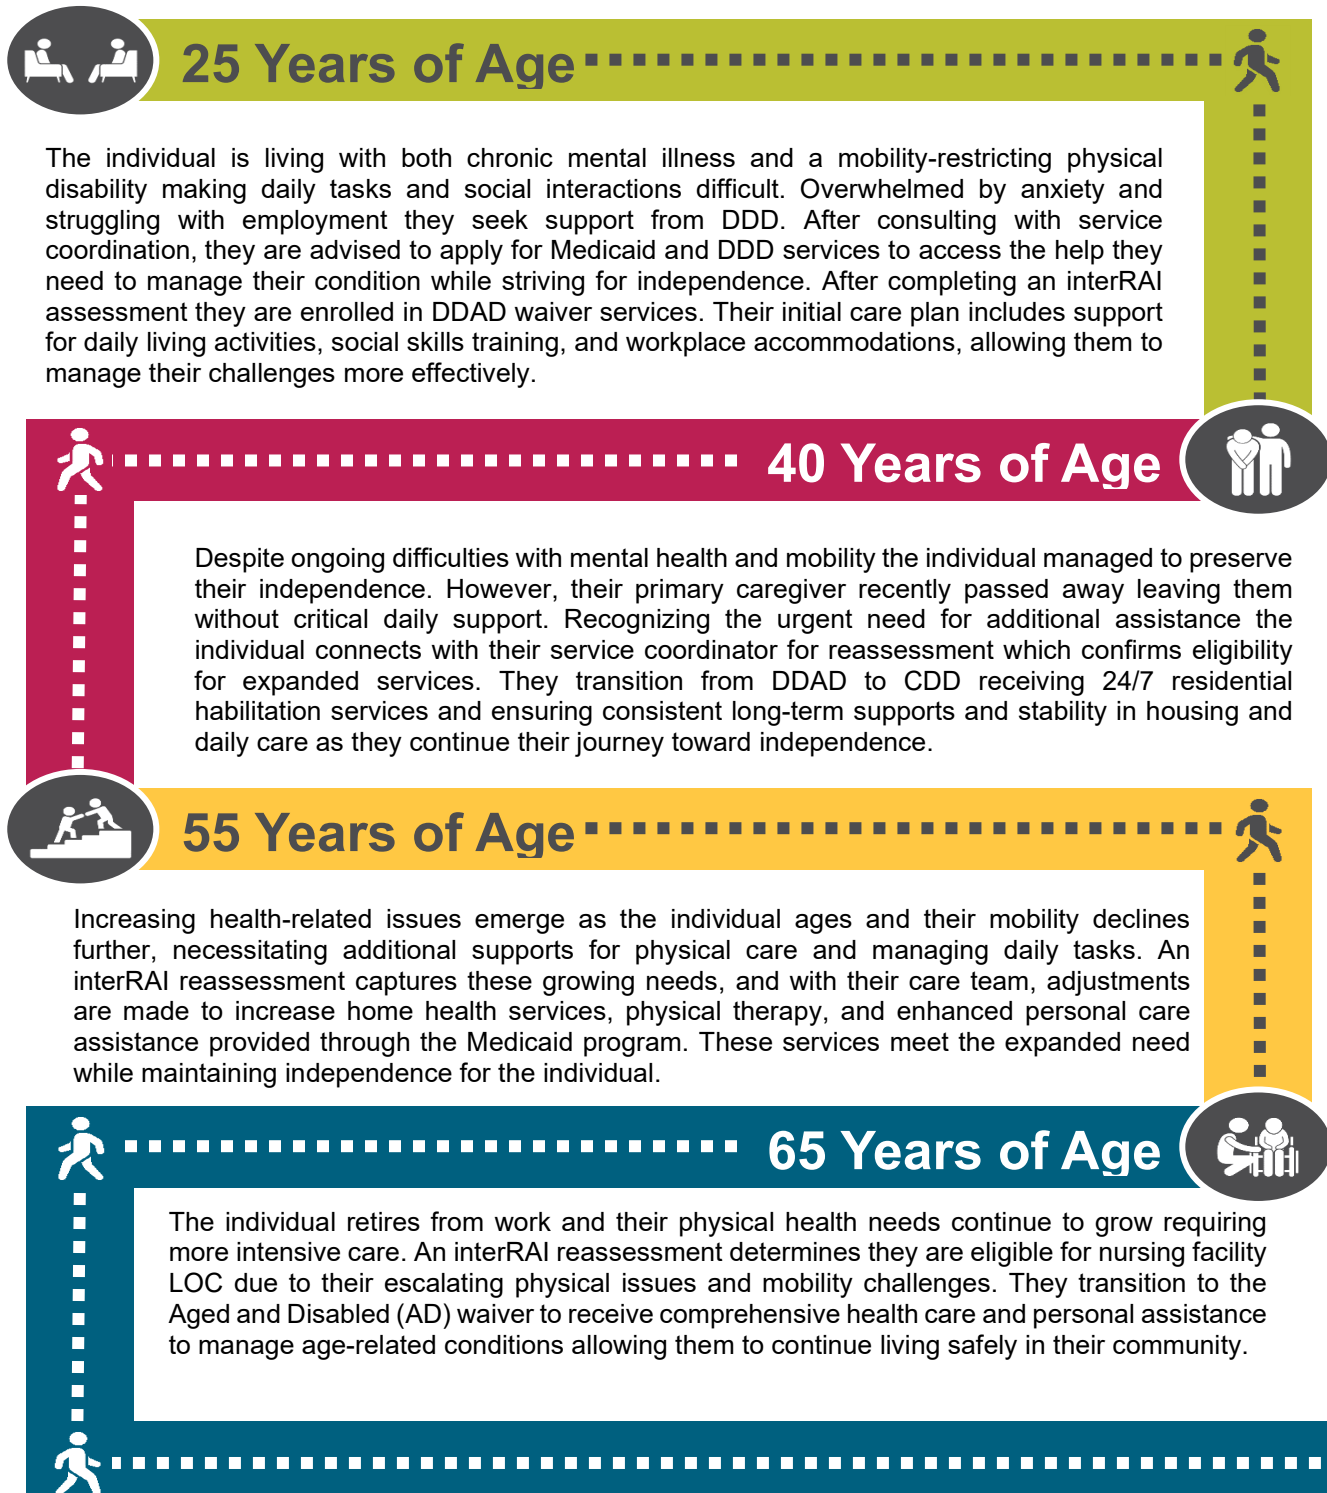 25 Years of Age
The individual is living with both chronic mental illness and a mobility-restricting physical
disability making daily tasks and social interactions difficult. Overwhelmed by anxiety and
struggling with employment they seek support from DDD. After consulting with service
coordination, they are advised to apply for Medicaid and DDD services to access the help they
need to manage their condition while striving for independence. After completing an interRAI
assessment they are enrolled in DDAD waiver services. Their initial care plan includes support
for daily living activities, social skills training, and workplace accommodations, allowing them to
manage their challenges more effectively.
40 Years of Age
Despite ongoing difficulties with mental health and mobility the individual managed to preserve
their independence. However, their primary caregiver recently passed away leaving them
without critical daily support. Recognizing the urgent need for additional assistance the
individual connects with their service coordinator for reassessment which confirms eligibility
for expanded services. They transition from DDAD to CDD receiving 24/7 residential
habilitation services and ensuring consistent long-term supports and stability in housing and
daily care as they continue their journey toward independence.
55 Years of Age
Increasing health-related issues emerge as the individual ages and their mobility declines
further, necessitating additional supports for physical care and managing daily tasks. An
interRAI reassessment captures these growing needs, and with their care team, adjustments
are made to increase home health services, physical therapy, and enhanced personal care
assistance provided through the Medicaid program. These services meet the expanded need
while maintaining independence for the individual.
65 Years of Age
The individual retires from work and their physical health needs continue to grow requiring
more intensive care. An interRAI reassessment determines they are eligible for nursing facility
LOC due to their escalating physical issues and mobility challenges. They transition to the
Aged and Disabled (AD) waiver to receive comprehensive health care and personal assistance
to manage age-related conditions allowing them to continue living safely in their community.